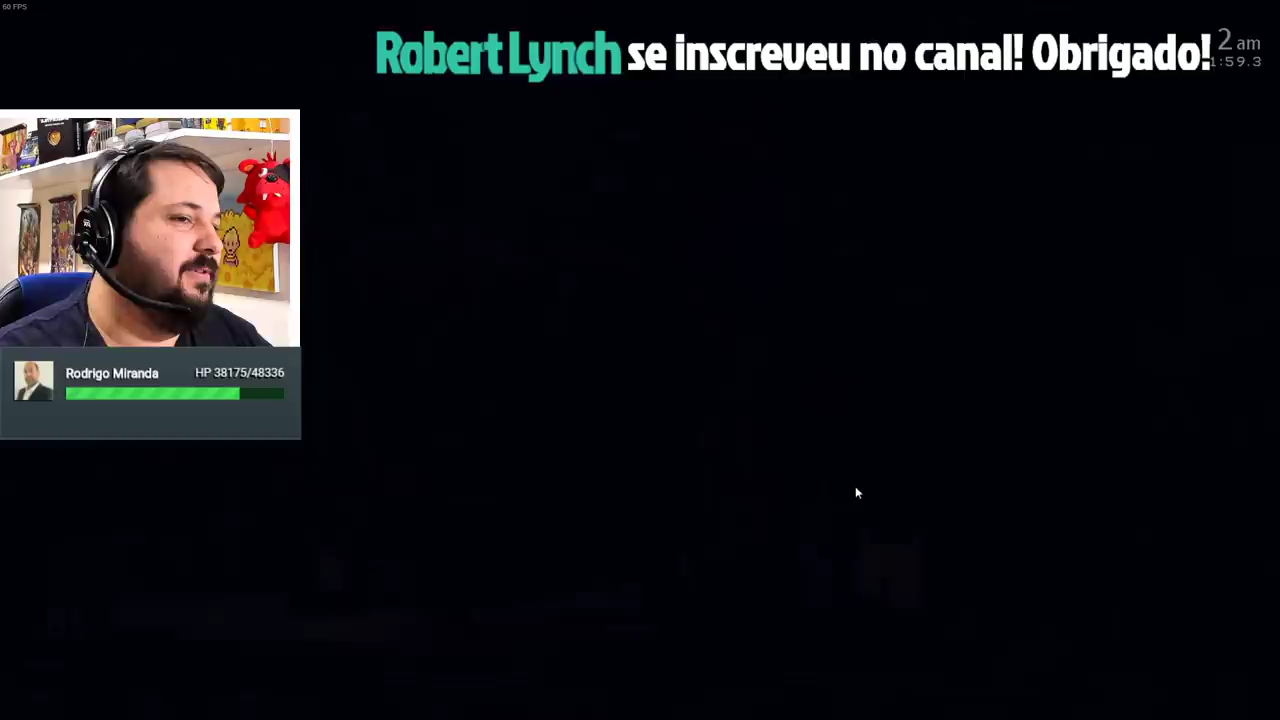 60 FPS
Robert Lynch se inscreveu no canal! Obrigado!
2 am
1:59.3
Rodrigo Miranda HP 38175/48336